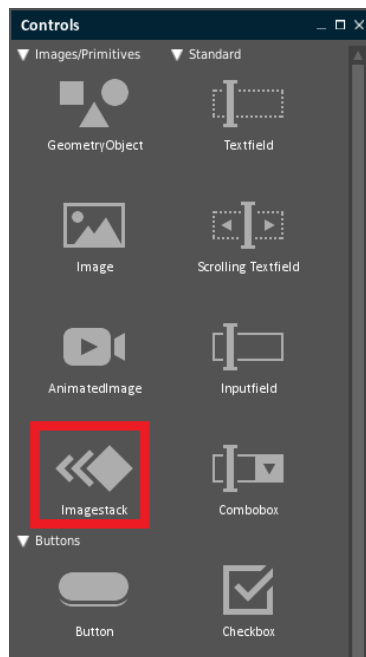 Controls
Images/Primitives Standard
GeometryObject Textfield
Image Scrolling Textfield
AnimatedImage Inputfield
Imagestack Combobox
Buttons
Button Checkbox